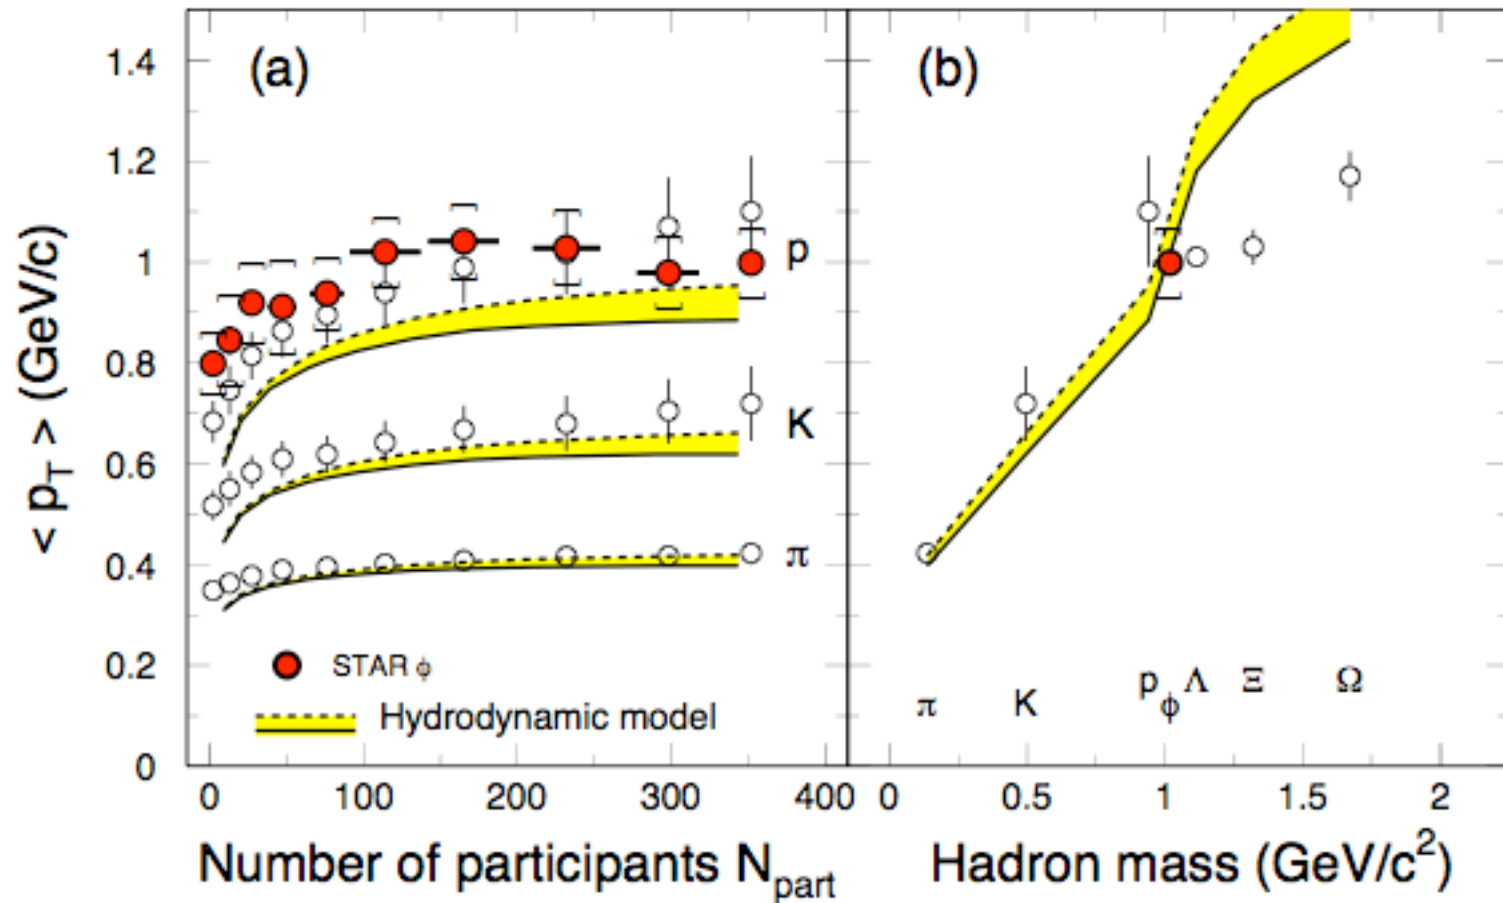 (a)
(b)
1.4
1.2
1
0.8
0.6
0.4
0.2
0
< p_T > (GeV/c)
p
K
π
STAR ϕ
Hydrodynamic model
π
K
p
ϕ
Λ
Ξ
Ω
0 100 200 300 400
0 0.5 1 1.5 2
Number of participants N_part
Hadron mass (GeV/c²)